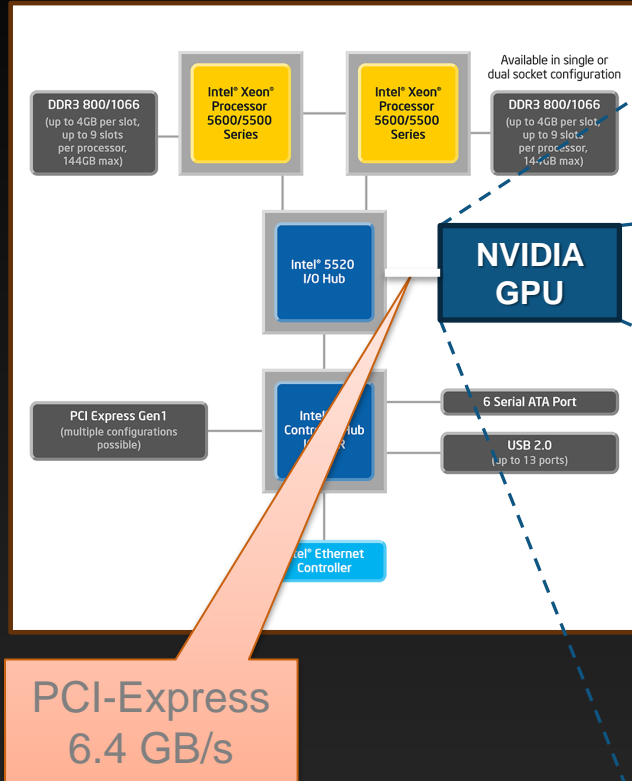 Available in single or
dual socket configuration
Intel® Xeon®
Processor
5600/5500
Series
Intel® Xeon®
Processor
5600/5500
Series
DDR3 800/1066
(up to 4GB per slot,
up to 9 slots
per processor,
144GB max)
DDR3 800/1066
(up to 4GB per slot,
up to 9 slots
per processor,
144GB max)
Intel® 5520
I/O Hub
NVIDIA
GPU
PCI Express Gen1
(multiple configurations
possible)
Intel
Hub
6 Serial ATA Port
USB 2.0
(up to 13 ports)
Ethernet
Controller
PCI-Express
6.4 GB/s